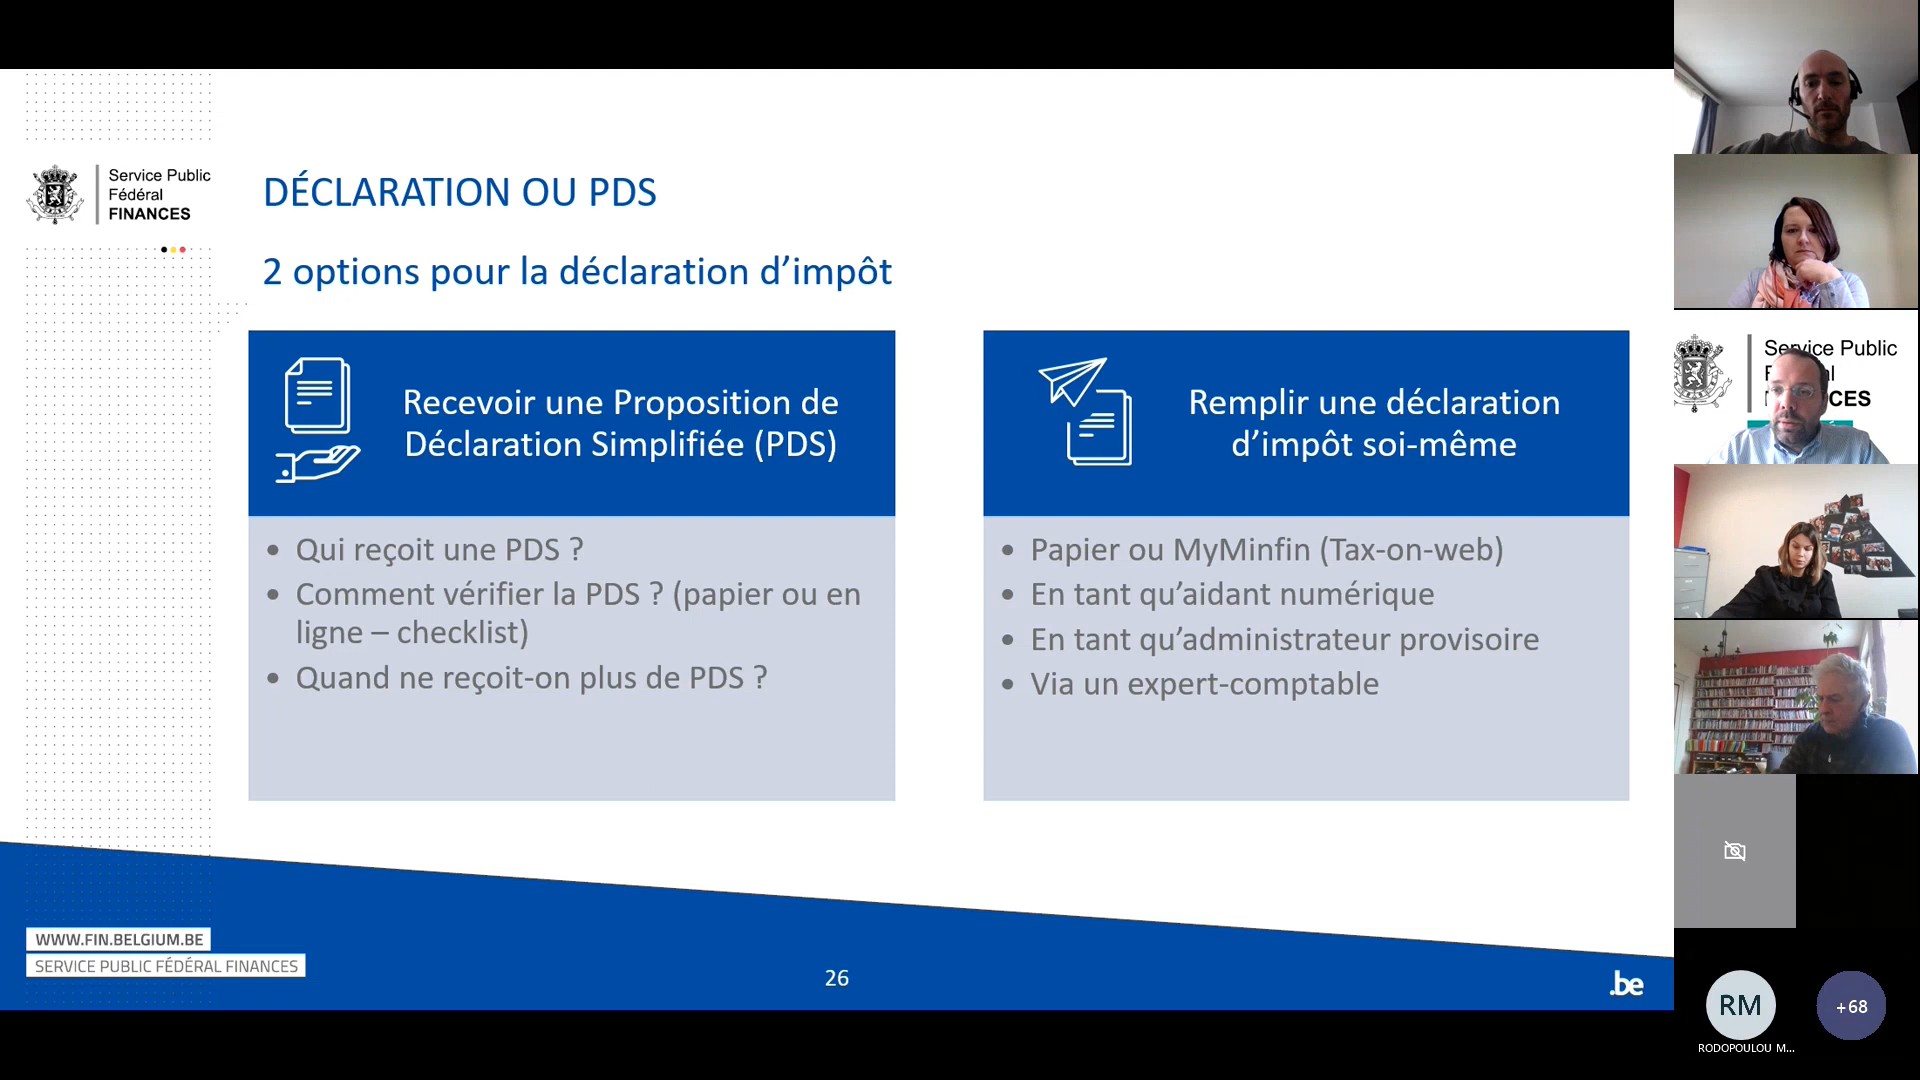 Service Public
Fédéral
FINANCES
DÉCLARATION OU PDS
2 options pour la déclaration d’impôt
Recevoir une Proposition de
Déclaration Simplifiée (PDS)
• Qui reçoit une PDS ?
• Comment vérifier la PDS ? (papier ou en
ligne – checklist)
• Quand ne reçoit-on plus de PDS ?
Remplir une déclaration
d’impôt soi-même
• Papier ou MyMinfin (Tax-on-web)
• En tant qu’aidant numérique
• En tant qu’administrateur provisoire
• Via un expert-comptable
WWW.FIN.BELGIUM.BE
SERVICE PUBLIC FÉDÉRAL FINANCES
26
.be
Service Public
RM
+68
RODOPOULOU M...